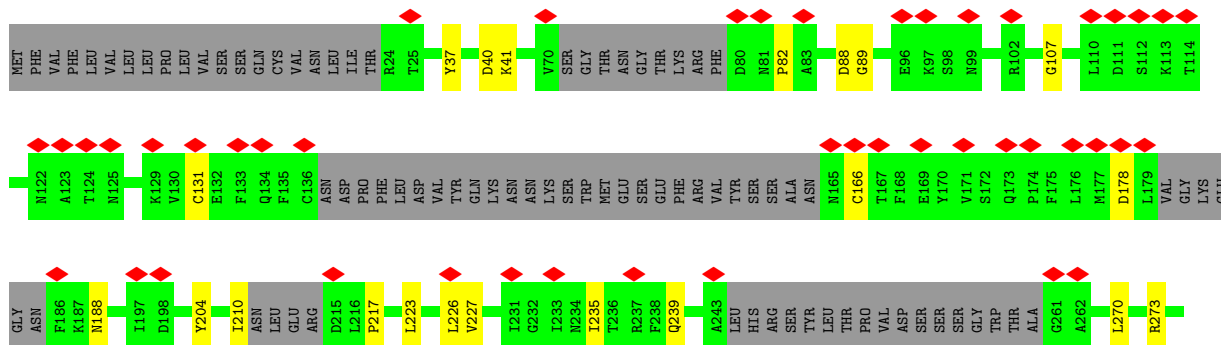 MET PHE VAL PHE LEU VAL LEU LEU PRO LEU VAL SER SER GLN CYS VAL ASN LEU ILE THR R24 T25 Y37 D40 K41 V70 SER GLY THR ASN GLY THR LYS ARG PHE D80 N81 P82 A83 D88 G89 E96 K97 S98 N99 R102 G107 L110 D111 S112 K113 T114
N122 A123 T124 N125 K129 V130 C131 E132 F133 Q134 F135 C136 ASN ASP PRO PHE LEU ASP VAL TYR GLN LYS ASN ASN LYS SER TRP MET GLU SER GLU PHE ARG VAL TYR SER SER ALA ASN N165 C166 T167 F168 E169 Y170 V171 S172 Q173 P174 F175 L176 M177 D178 L179 VAL GLY LYS
GLY ASN F186 K187 N188 I197 D198 Y204 I210 ASN LEU GLU ARG D215 L216 P217 L223 L226 V227 I231 G232 I233 N234 I235 T236 R237 F238 Q239 A243 LEU HIS ARG SER TYR LEU THR PRO VAL ASP SER SER SER GLY TRP THR ALA G261 A262 L270 R273